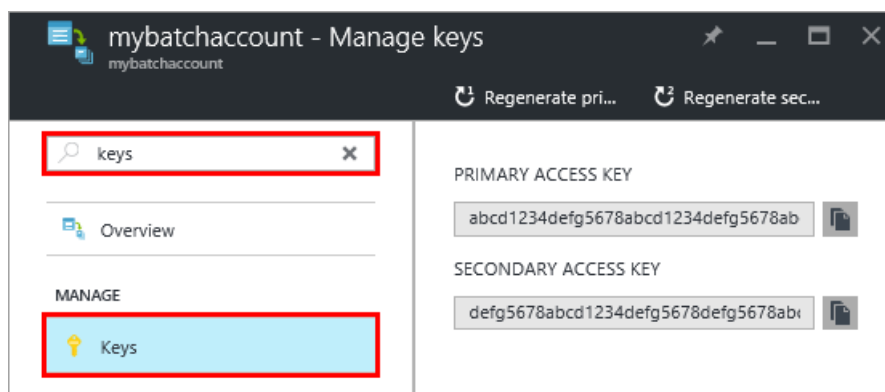 mybatchaccount - Manage keys
mybatchaccount
Regenerate pri... Regenerate sec...
keys
Overview
MANAGE
Keys
PRIMARY ACCESS KEY
abcd1234defg5678abcd1234defg5678ab
SECONDARY ACCESS KEY
defg5678abcd1234defg5678defg5678abc